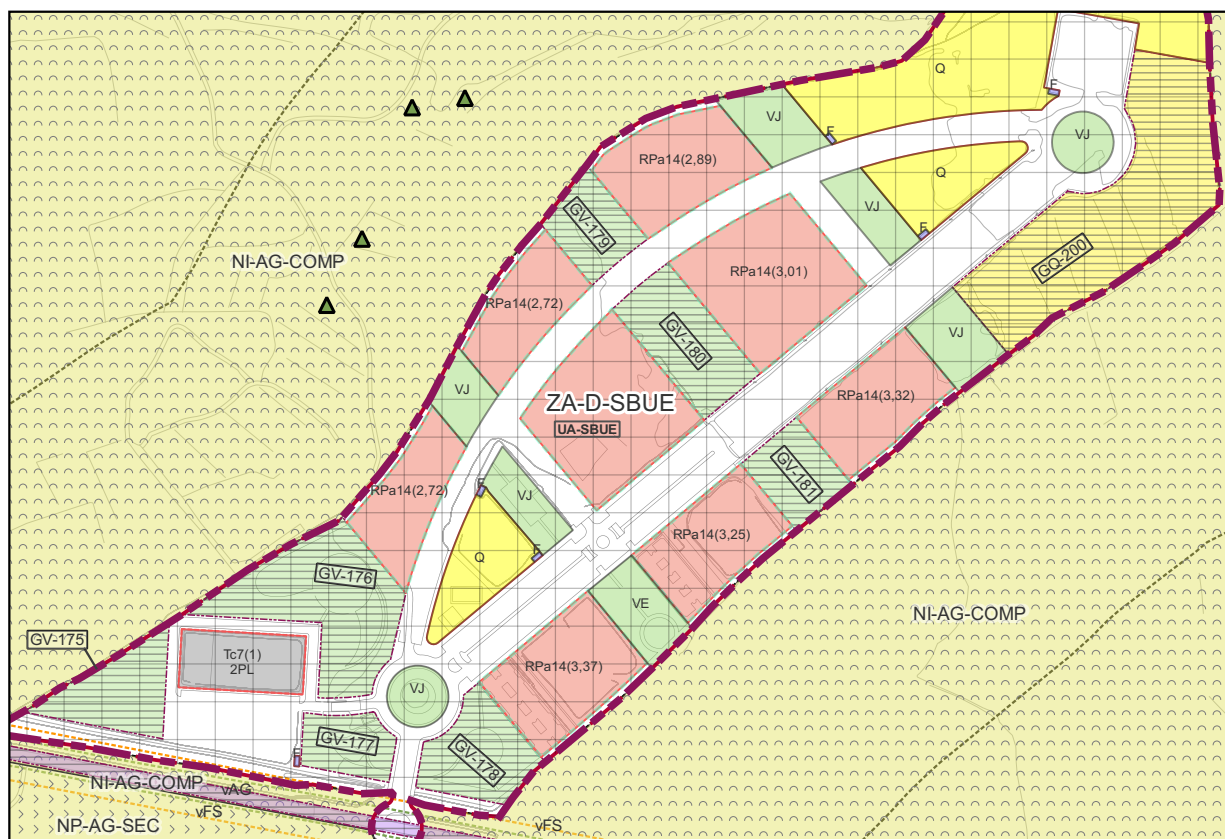 Q
E
VJ
VJ
E
RPa14(2,89)
Q
VJ
GV-179
E
GQ-200
NI-AG-COMP
RPa14(3,01)
RPa14(2,72)
GV-180
VJ
VJ
RPa14(3,32)
ZA-D-SBUE
UA-SBUE
GV-181
RPa14(2,72)
E
VJ
RPa14(3,25)
E
Q
GV-176
VE
NI-AG-COMP
GV-175
Tc7(1)
2PL
RPa14(3,37)
VJ
GV-177
E
GV-178
NI-AG-COMP
vAG
vFS
NP-AG-SEC
vFS